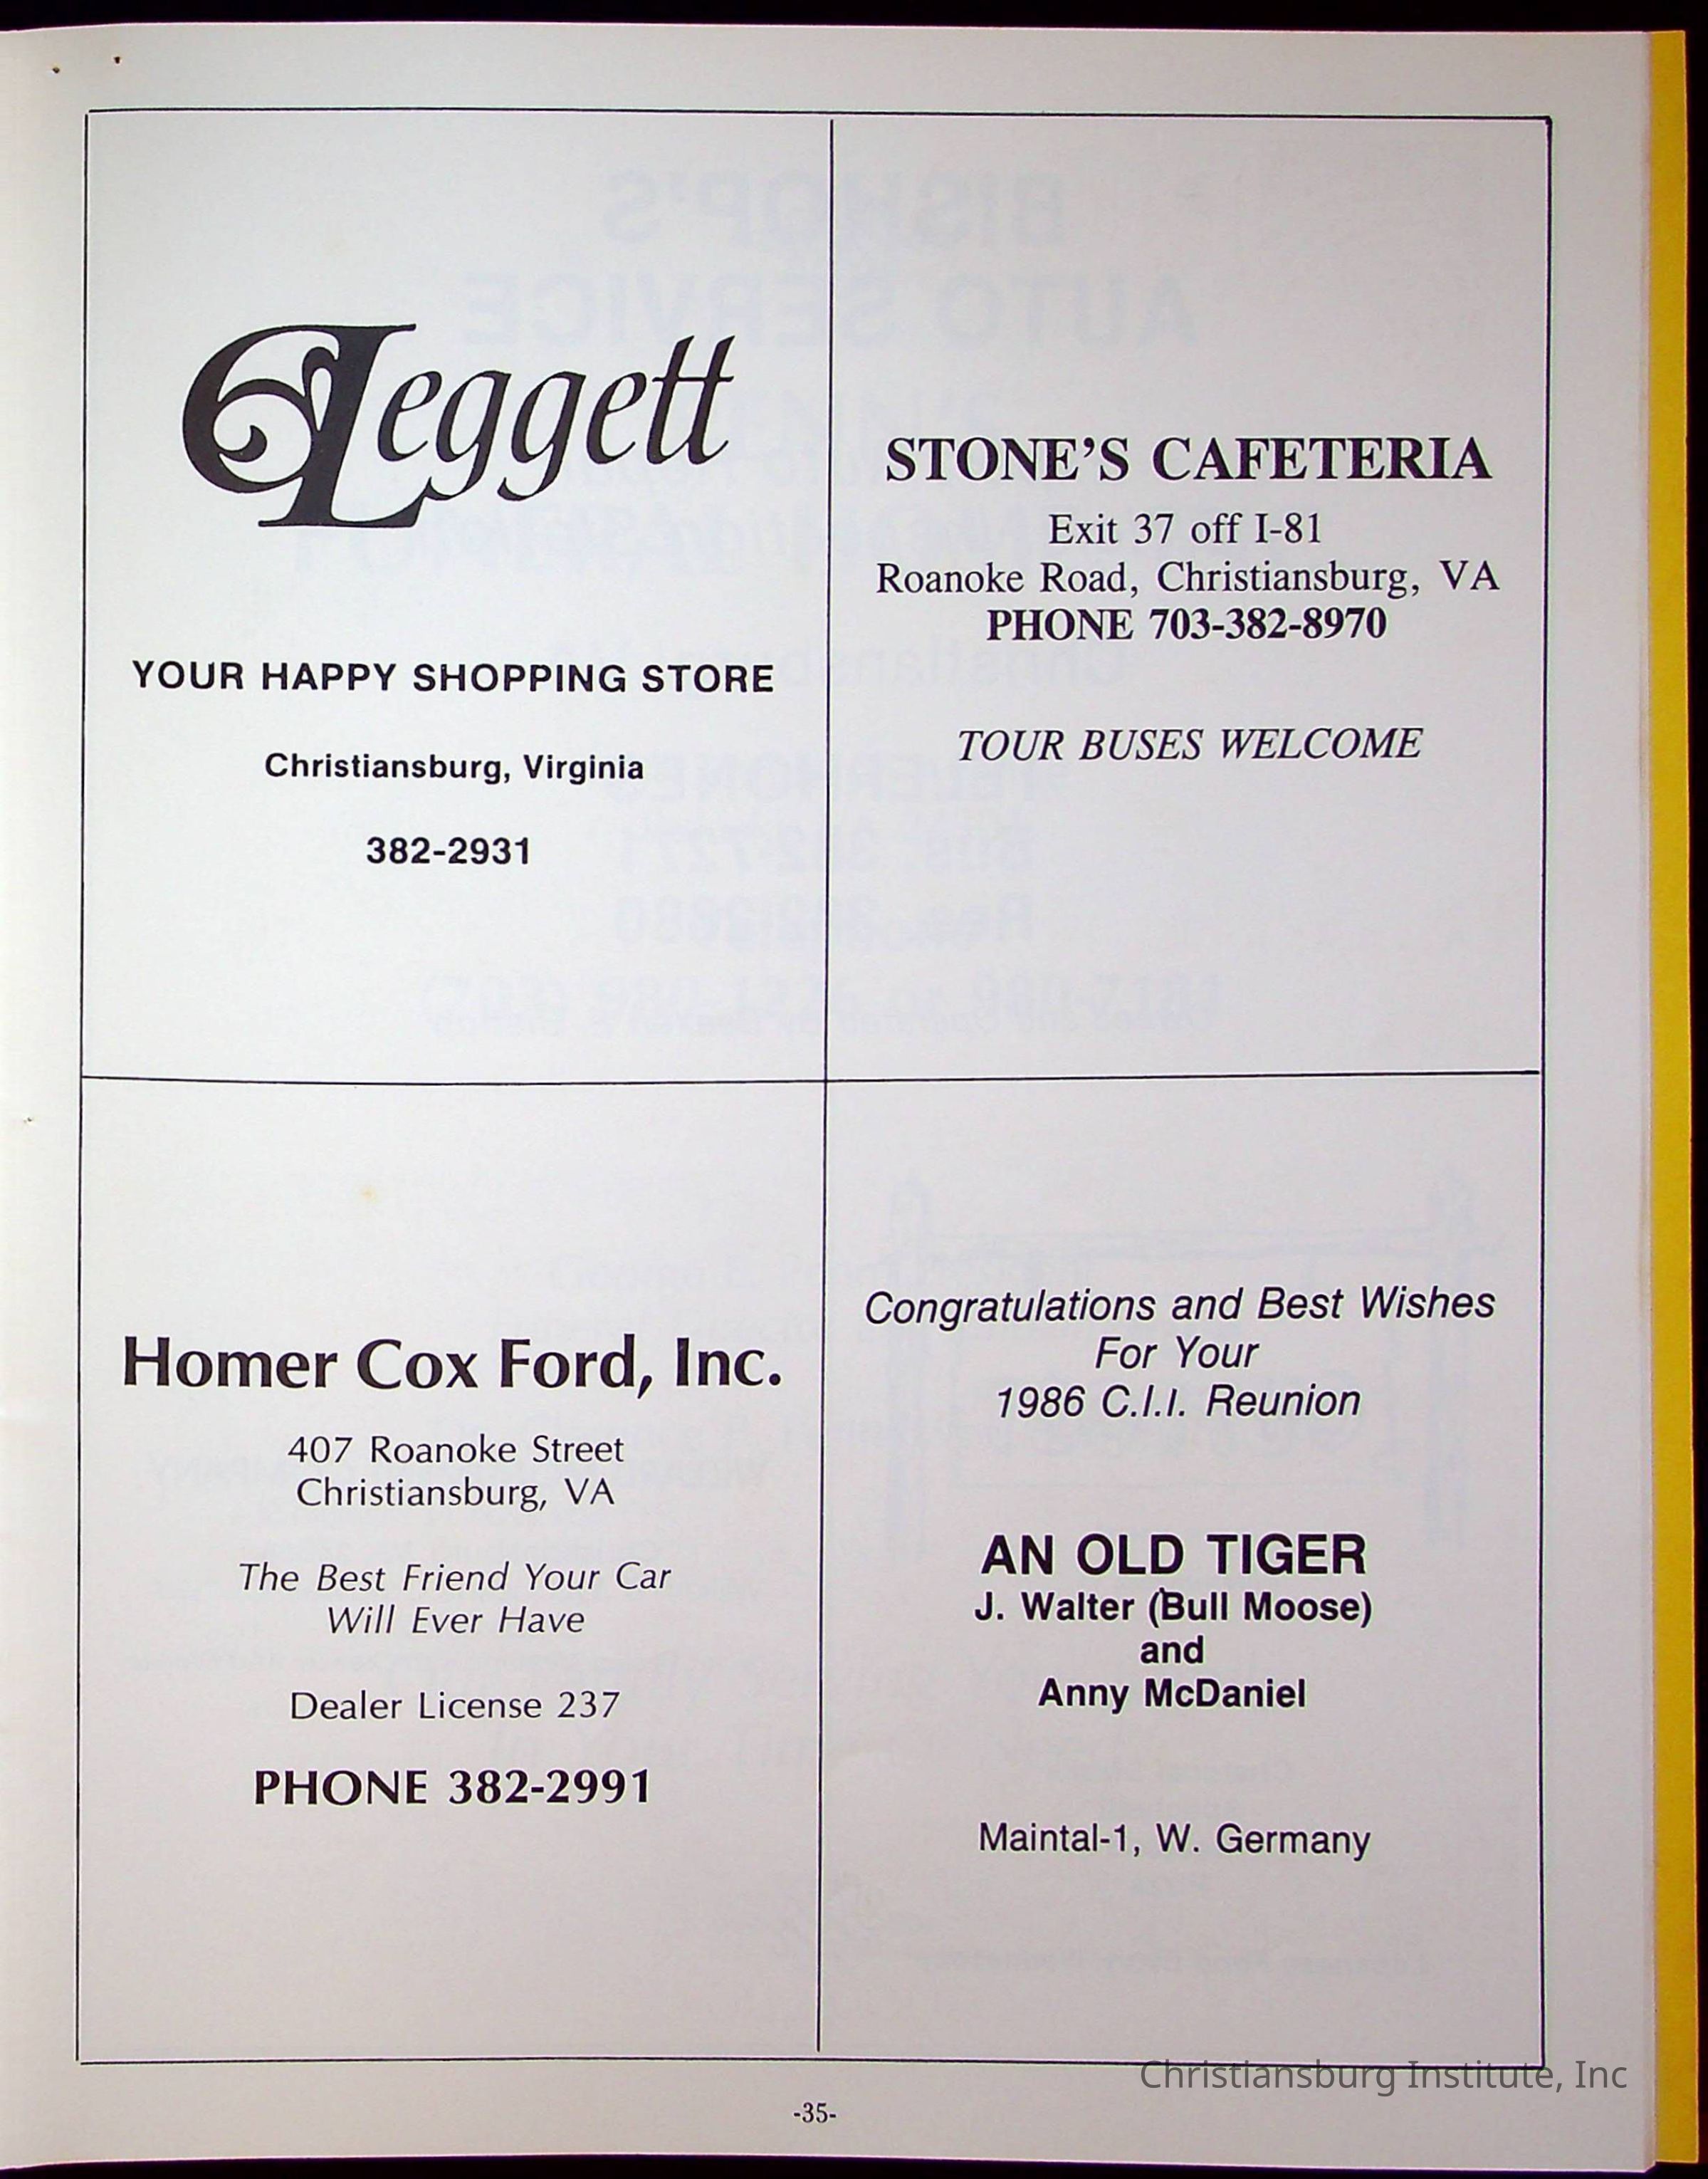 Leggett
YOUR HAPPY SHOPPING STORE
Christiansburg, Virginia
382-2931
STONE'S CAFETERIA
Exit 37 off I-81
Roanoke Road, Christiansburg, VA
PHONE 703-382-8970
TOUR BUSES WELCOME
Homer Cox Ford, Inc.
407 Roanoke Street
Christiansburg, VA
The Best Friend Your Car
Will Ever Have
Dealer License 237
PHONE 382-2991
Congratulations and Best Wishes
For Your
1986 C.I.I. Reunion
AN OLD TIGER
J. Walter (Bull Moose)
and
Anny McDaniel
Maintal-1, W. Germany
Christiansburg Institute, Inc
-35-